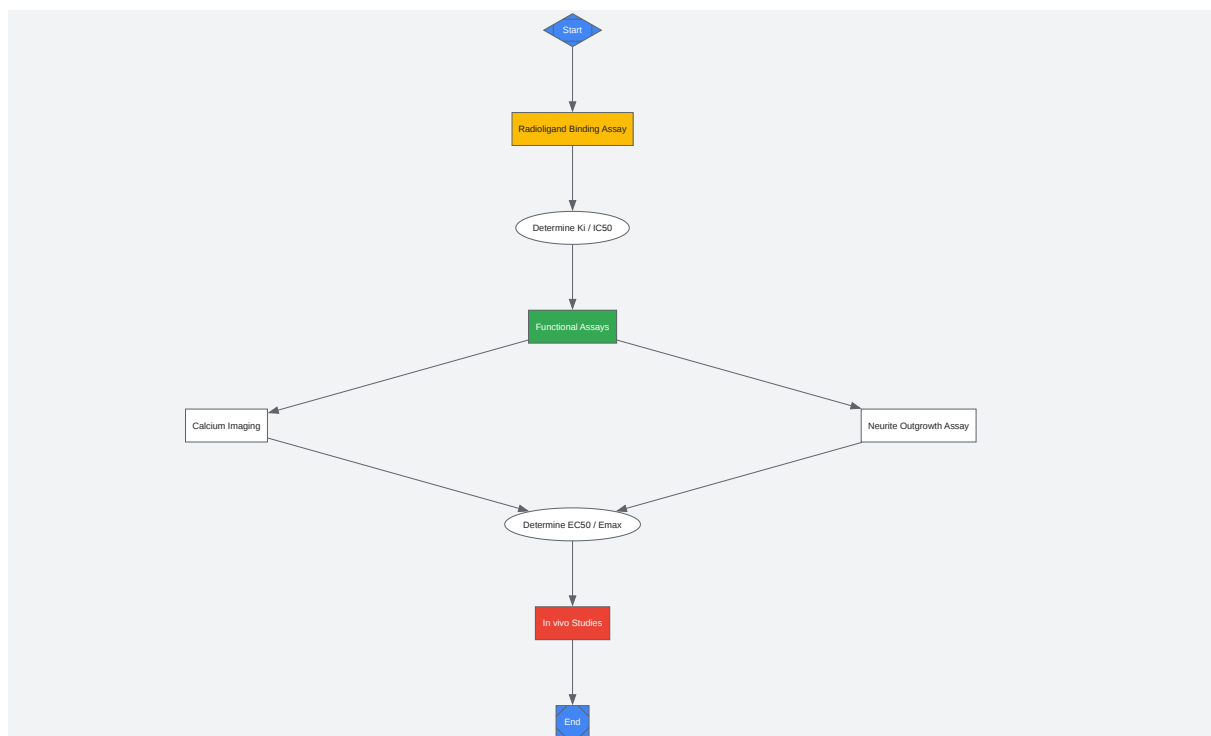 Start
Radioligand Binding Assay
Determine Ki / IC50
Functional Assays
Calcium Imaging
Neurite Outgrowth Assay
Determine EC50 / Emax
In vivo Studies
End